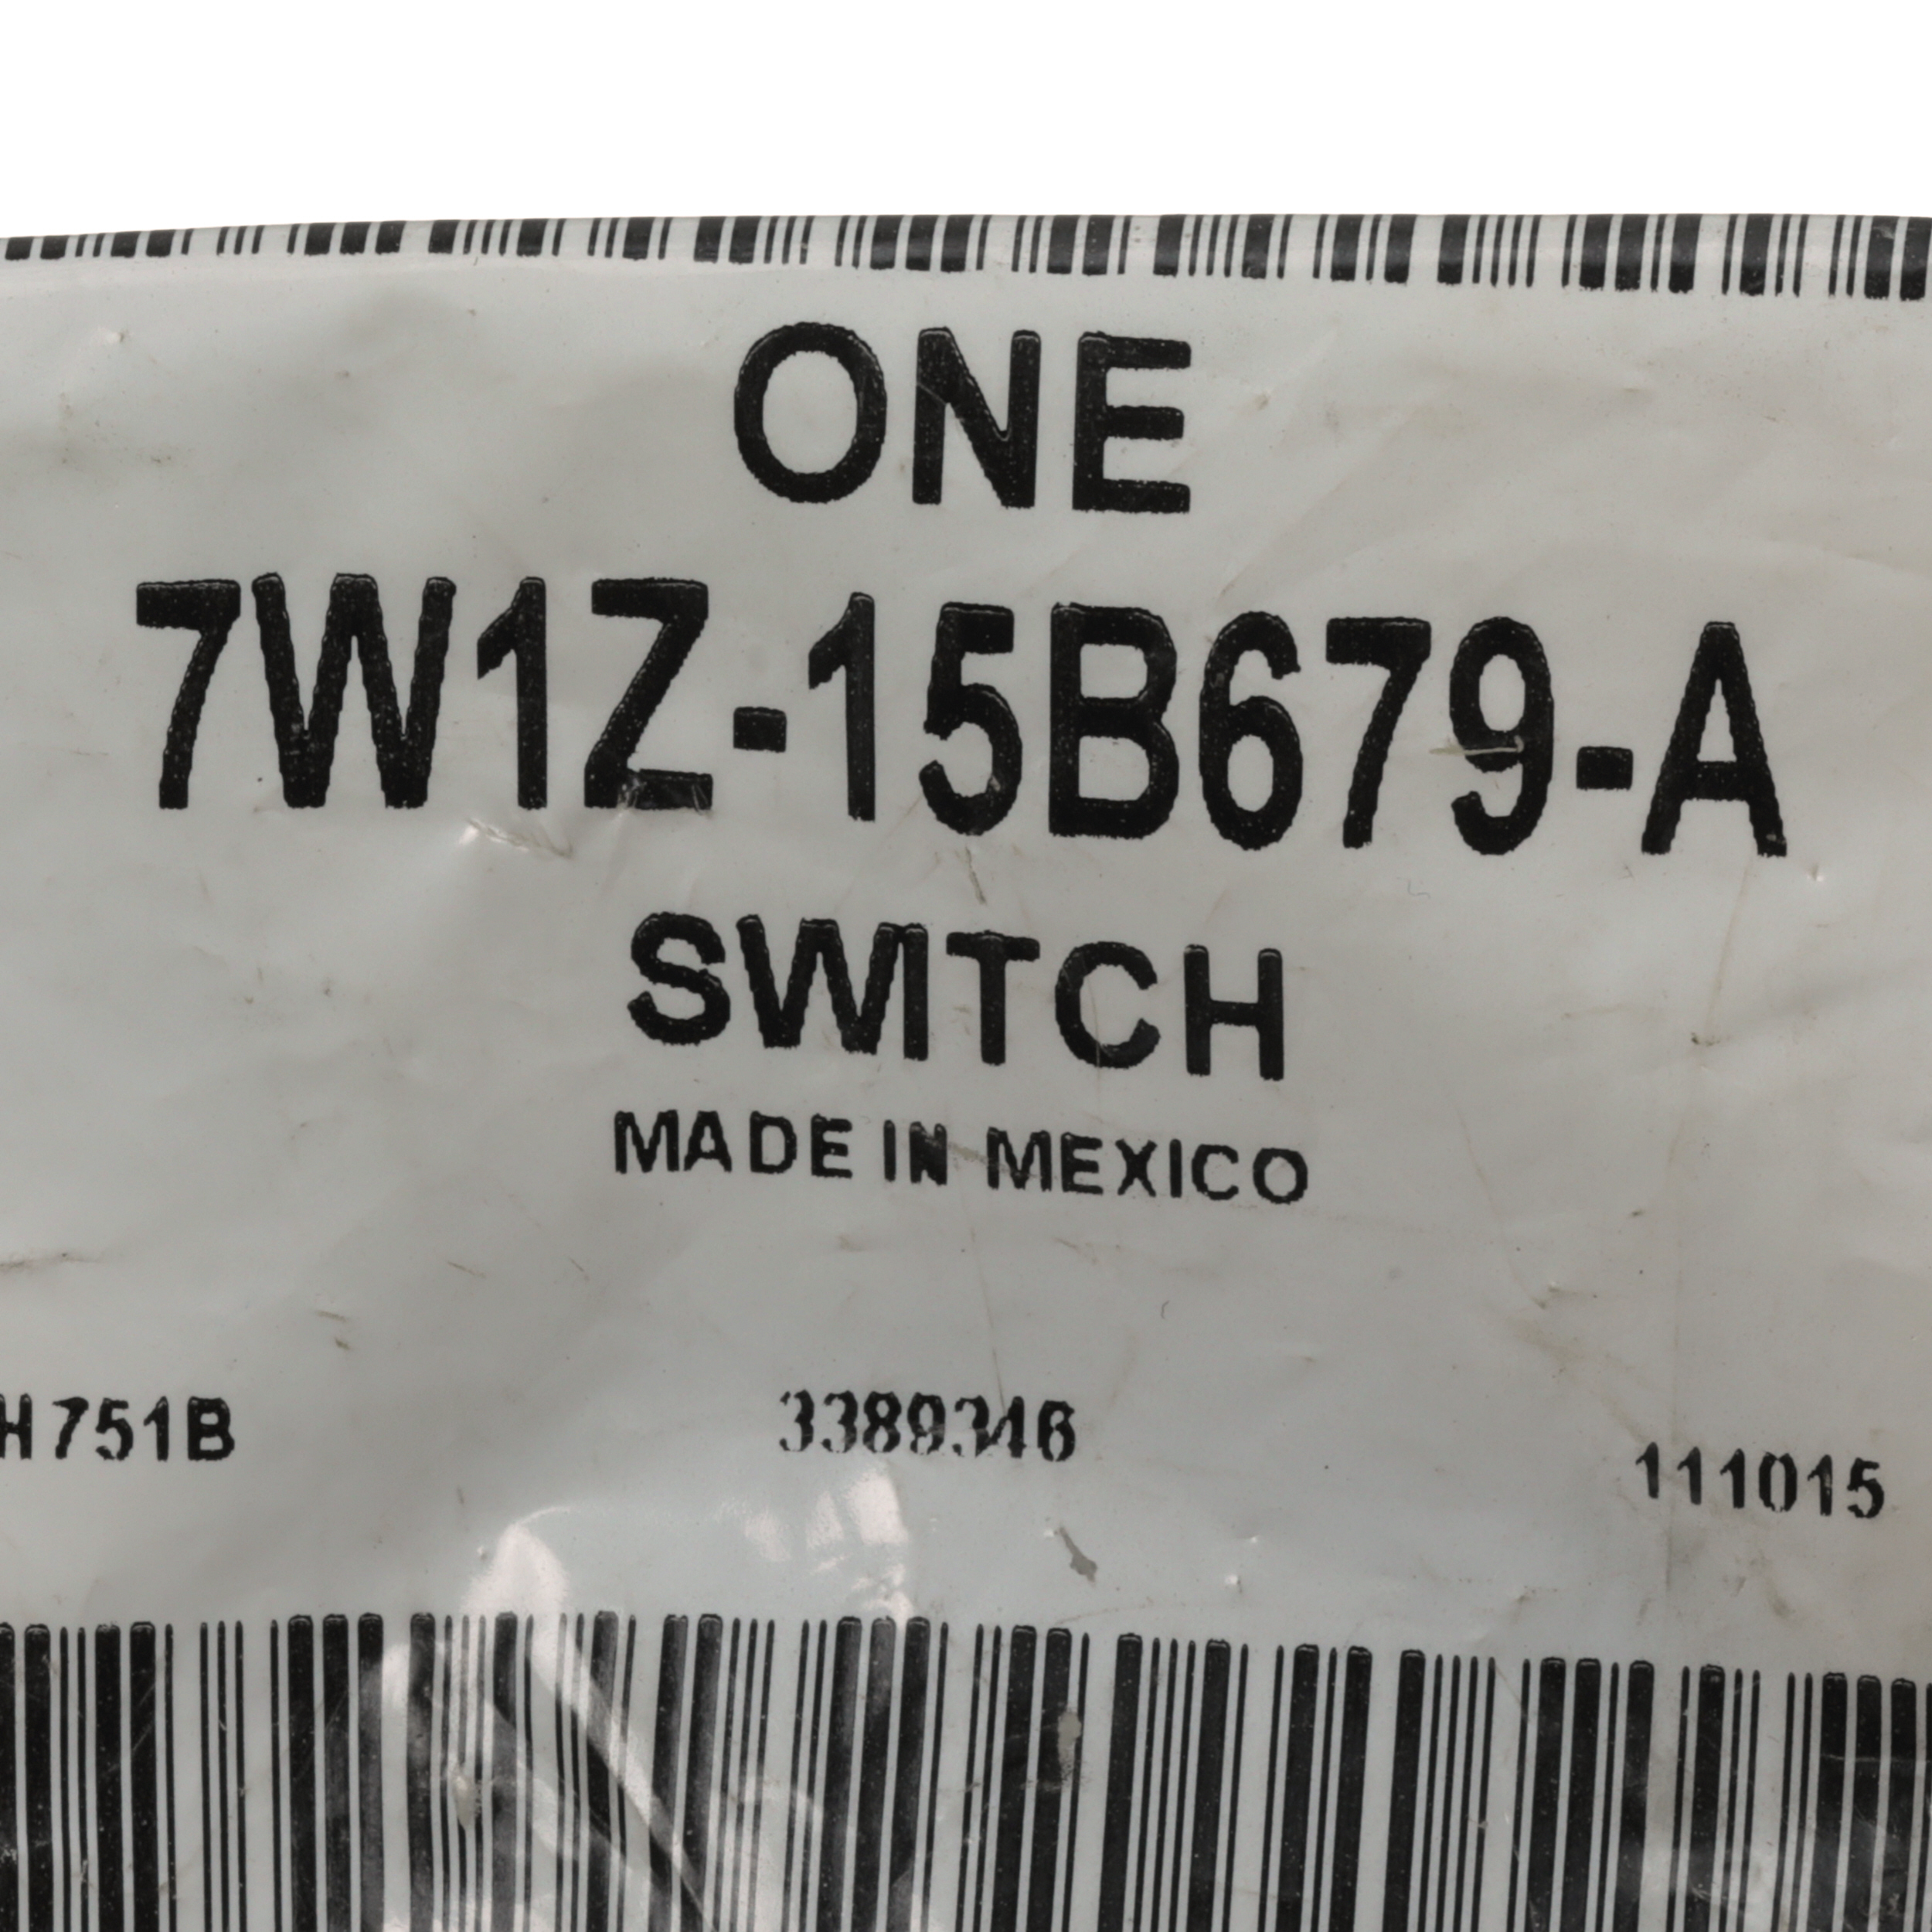 ONE
7W1Z-15B679-A
SWITCH
MADE IN MEXICO
H751B 3389346 111015